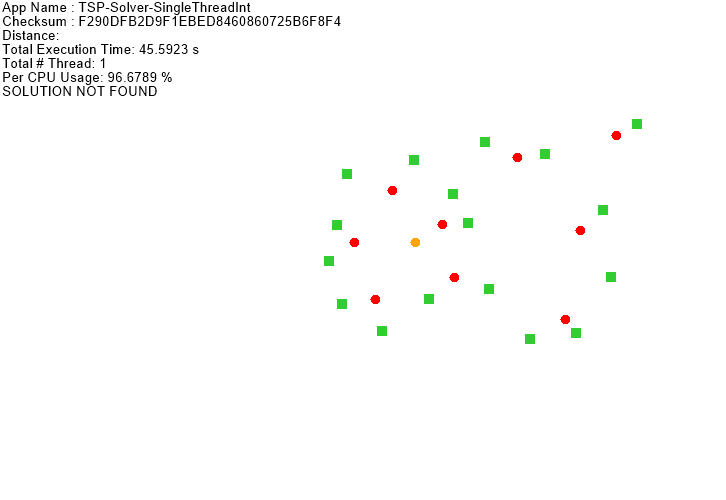 App Name : TSP-Solver-SingleThreadInt
Checksum : F290DFB2D9F1EBED8460860725B6F8F4
Distance:
Total Execution Time: 45.5923 s
Total # Thread: 1
Per CPU Usage: 96.6789 %
SOLUTION NOT FOUND